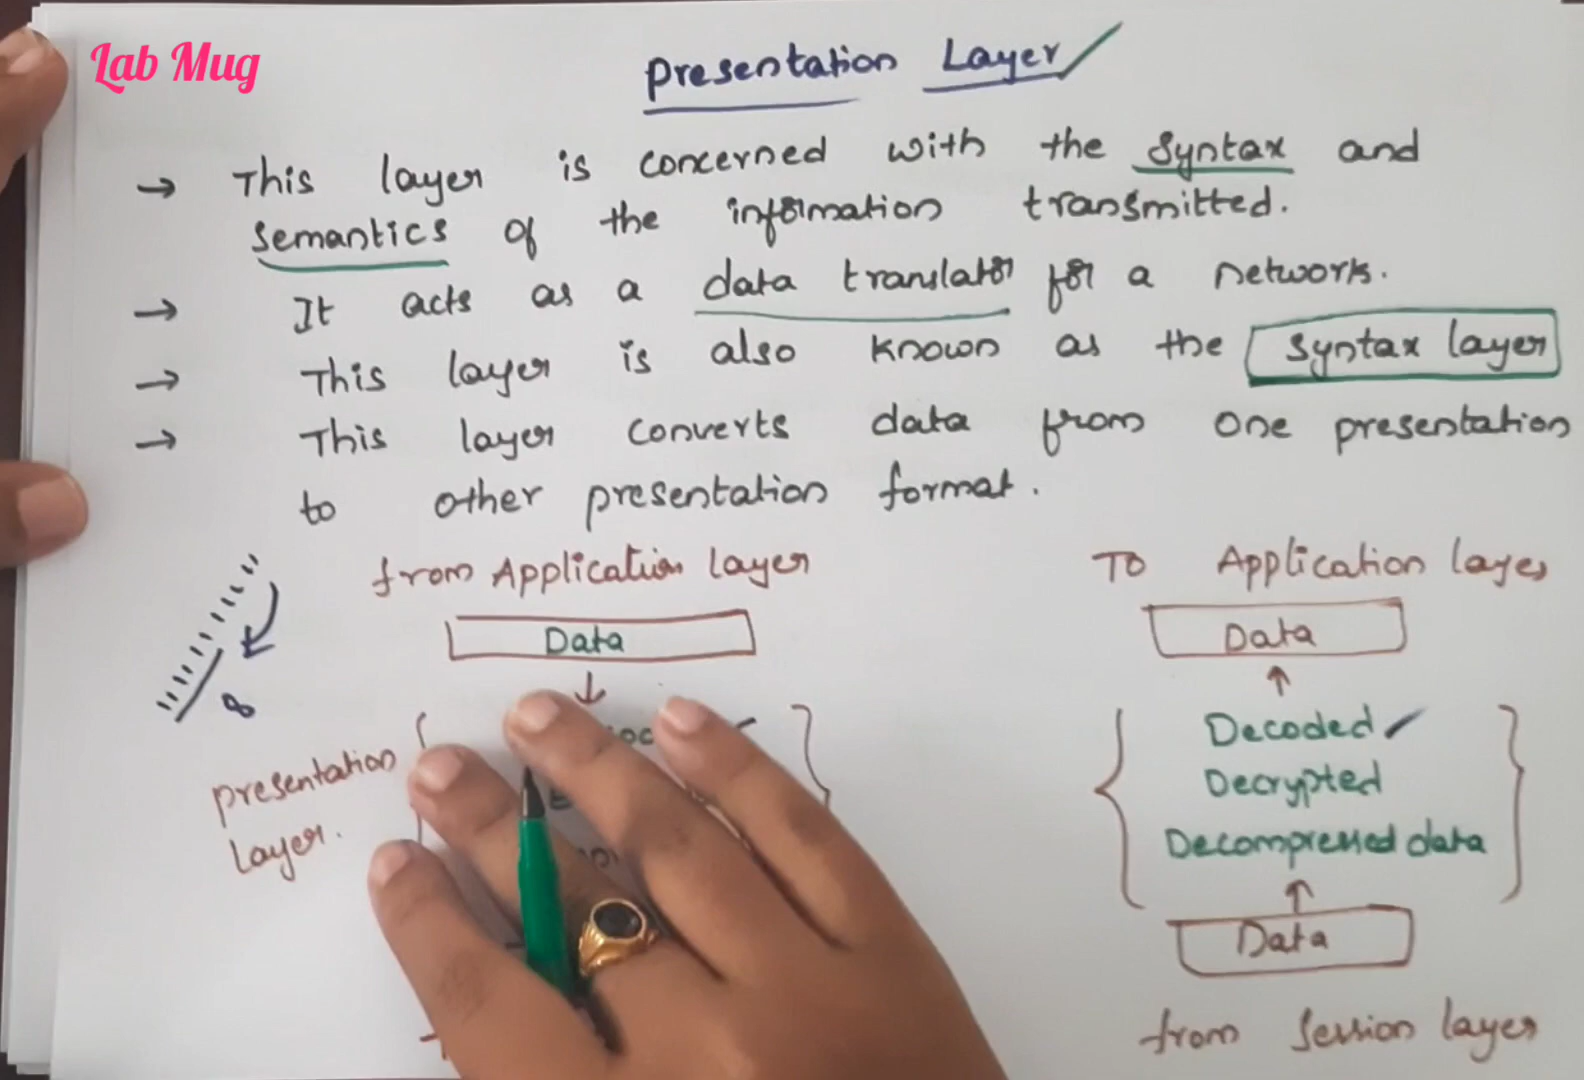 Lab Mug
Presentation Layer
→ This layer is concerned with the syntax and
semantics of the information transmitted.
→ It acts as a data translator for a network.
→ This layer is also known as the syntax layer
→ This layer converts data from one presentation
to other presentation format.
from Application layer
Data
↓
presentation
layer.
8
To Application layer
Data
↑
Decoded
Decrypted
Decompressed data
↑
Data
from Session layer